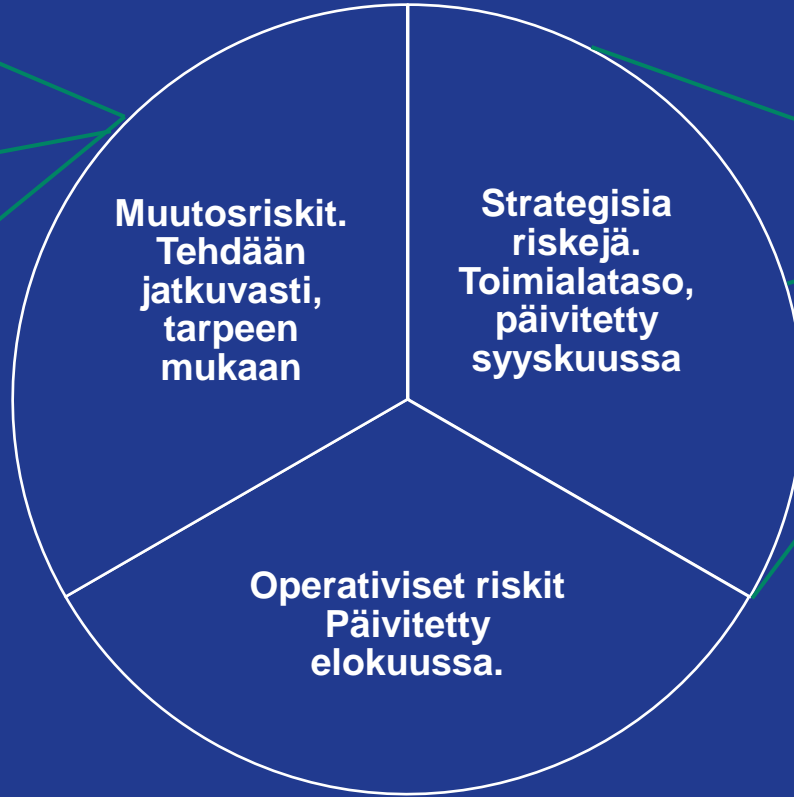 Muutosriskit.
Tehdään
jatkuvasti,
tarpeen
mukaan
Strategisia
riskejä.
Toimialataso,
päivitetty
syyskuussa
Operativiset riskit
Päivitetty
elokuussa.